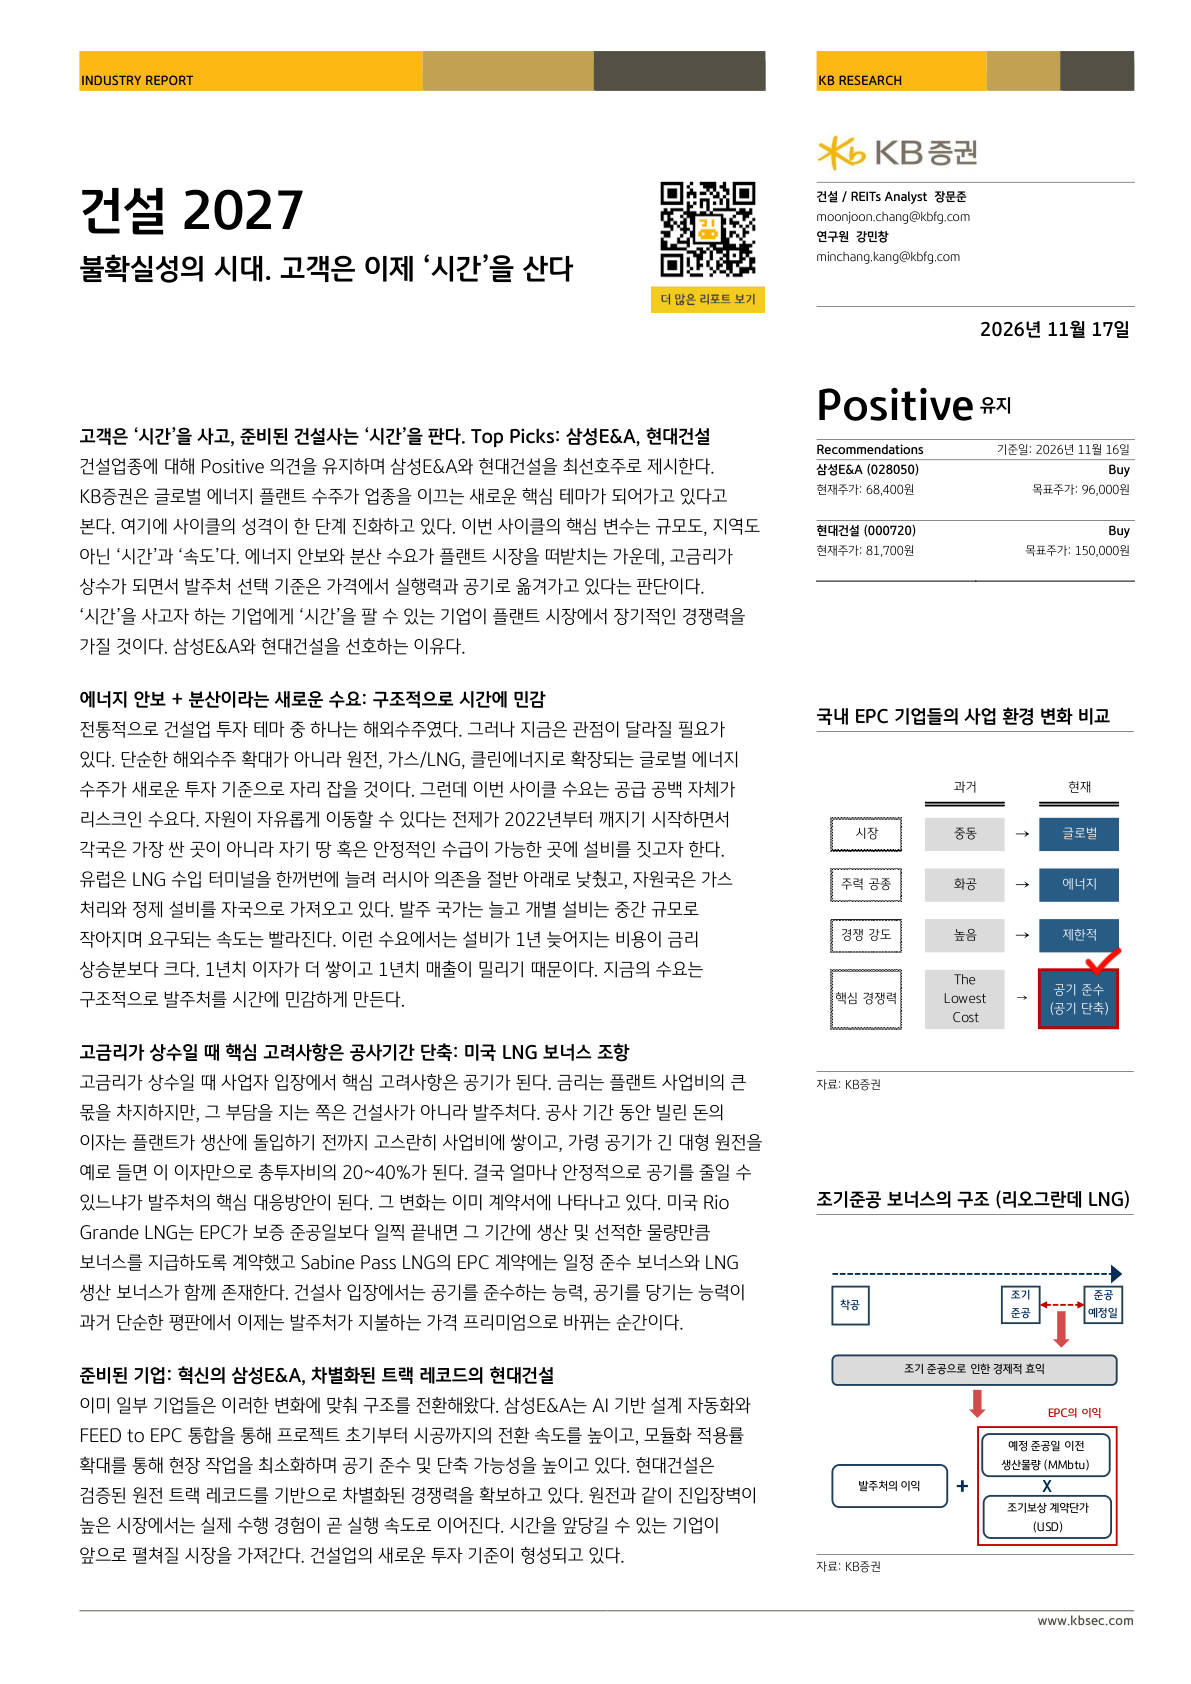 INDUSTRY REPORT
KB RESEARCH
건설 2027
불확실성의 시대. 고객은 이제 ‘시간’을 산다
더 많은 리포트 보기
KB증권
건설 / REITs Analyst 장문준
moonjoon.chang@kbfg.com
연구원 강민창
minchang.kang@kbfg.com
2026년 11월 17일
Positive 유지
Recommendations 기준일: 2026년 11월 16일
삼성E&A (028050) Buy
현재주가: 68,400원 목표주가: 96,000원
현대건설 (000720) Buy
현재주가: 81,700원 목표주가: 150,000원
고객은 ‘시간’을 사고, 준비된 건설사는 ‘시간’을 판다. Top Picks: 삼성E&A, 현대건설
건설업종에 대해 Positive 의견을 유지하며 삼성E&A와 현대건설을 최선호주로 제시한다.
KB증권은 글로벌 에너지 플랜트 수주가 업종을 이끄는 새로운 핵심 테마가 되어가고 있다고
본다. 여기에 사이클의 성격이 한 단계 진화하고 있다. 이번 사이클의 핵심 변수는 규모도, 지역도
아닌 ‘시간’과 ‘속도’다. 에너지 안보와 분산 수요가 플랜트 시장을 떠받치는 가운데, 고금리가
상수가 되면서 발주처 선택 기준은 가격에서 실행력과 공기로 옮겨가고 있다는 판단이다.
‘시간’을 사고자 하는 기업에게 ‘시간’을 팔 수 있는 기업이 플랜트 시장에서 장기적인 경쟁력을
가질 것이다. 삼성E&A와 현대건설을 선호하는 이유다.
에너지 안보 + 분산이라는 새로운 수요: 구조적으로 시간에 민감
전통적으로 건설업 투자 테마 중 하나는 해외수주였다. 그러나 지금은 관점이 달라질 필요가
있다. 단순한 해외수주 확대가 아니라 원전, 가스/LNG, 클린에너지로 확장되는 글로벌 에너지
수주가 새로운 투자 기준으로 자리 잡을 것이다. 그런데 이번 사이클 수요는 공급 공백 자체가
리스크인 수요다. 자원이 자유롭게 이동할 수 있다는 전제가 2022년부터 깨지기 시작하면서
각국은 가장 싼 곳이 아니라 자기 땅 혹은 안정적인 수급이 가능한 곳에 설비를 짓고자 한다.
유럽은 LNG 수입 터미널을 한꺼번에 늘려 러시아 의존을 절반 아래로 낮췄고, 자원국은 가스
처리와 정제 설비를 자국으로 가져오고 있다. 발주 국가는 늘고 개별 설비는 중간 규모로
작아지며 요구되는 속도는 빨라진다. 이런 수요에서는 설비가 1년 늦어지는 비용이 금리
상승분보다 크다. 1년치 이자가 더 쌓이고 1년치 매출이 밀리기 때문이다. 지금의 수요는
구조적으로 발주처를 시간에 민감하게 만든다.
고금리가 상수일 때 핵심 고려사항은 공사기간 단축: 미국 LNG 보너스 조항
고금리가 상수일 때 사업자 입장에서 핵심 고려사항은 공기가 된다. 금리는 플랜트 사업비의 큰
몫을 차지하지만, 그 부담을 지는 쪽은 건설사가 아니라 발주처다. 공사 기간 동안 빌린 돈의
이자는 플랜트가 생산에 돌입하기 전까지 고스란히 사업비에 쌓이고, 가령 공기가 긴 대형 원전을
예로 들면 이 이자만으로 총투자비의 20~40%가 된다. 결국 얼마나 안정적으로 공기를 줄일 수
있느냐가 발주처의 핵심 대응방안이 된다. 그 변화는 이미 계약서에 나타나고 있다. 미국 Rio
Grande LNG는 EPC가 보증 준공일보다 일찍 끝내면 그 기간에 생산 및 선적한 물량만큼
보너스를 지급하도록 계약했고 Sabine Pass LNG의 EPC 계약에는 일정 준수 보너스와 LNG
생산 보너스가 함께 존재한다. 건설사 입장에서는 공기를 준수하는 능력, 공기를 당기는 능력이
과거 단순한 평판에서 이제는 발주처가 지불하는 가격 프리미엄으로 바뀌는 순간이다.
준비된 기업: 혁신의 삼성E&A, 차별화된 트랙 레코드의 현대건설
이미 일부 기업들은 이러한 변화에 맞춰 구조를 전환해왔다. 삼성E&A는 AI 기반 설계 자동화와
FEED to EPC 통합을 통해 프로젝트 초기부터 시공까지의 전환 속도를 높이고, 모듈화 적용률
확대를 통해 현장 작업을 최소화하며 공기 준수 및 단축 가능성을 높이고 있다. 현대건설은
검증된 원전 트랙 레코드를 기반으로 차별화된 경쟁력을 확보하고 있다. 원전과 같이 진입장벽이
높은 시장에서는 실제 수행 경험이 곧 실행 속도로 이어진다. 시간을 앞당길 수 있는 기업이
앞으로 펼쳐질 시장을 가져간다. 건설업의 새로운 투자 기준이 형성되고 있다.
국내 EPC 기업들의 사업 환경 변화 비교
과거 현재
시장 중동 → 글로벌
주력 공종 화공 → 에너지
경쟁 강도 높음 → 제한적
핵심 경쟁력 The Lowest Cost → 공기 준수 (공기 단축)
자료: KB증권
조기준공 보너스의 구조 (리오그란데 LNG)
착공
조기
준공
준공
예정일
조기 준공으로 인한 경제적 효익
EPC의 이익
발주처의 이익
+
예정 준공일 이전
생산물량 (MMbtu)
X
조기보상 계약단가
(USD)
자료: KB증권
www.kbsec.com